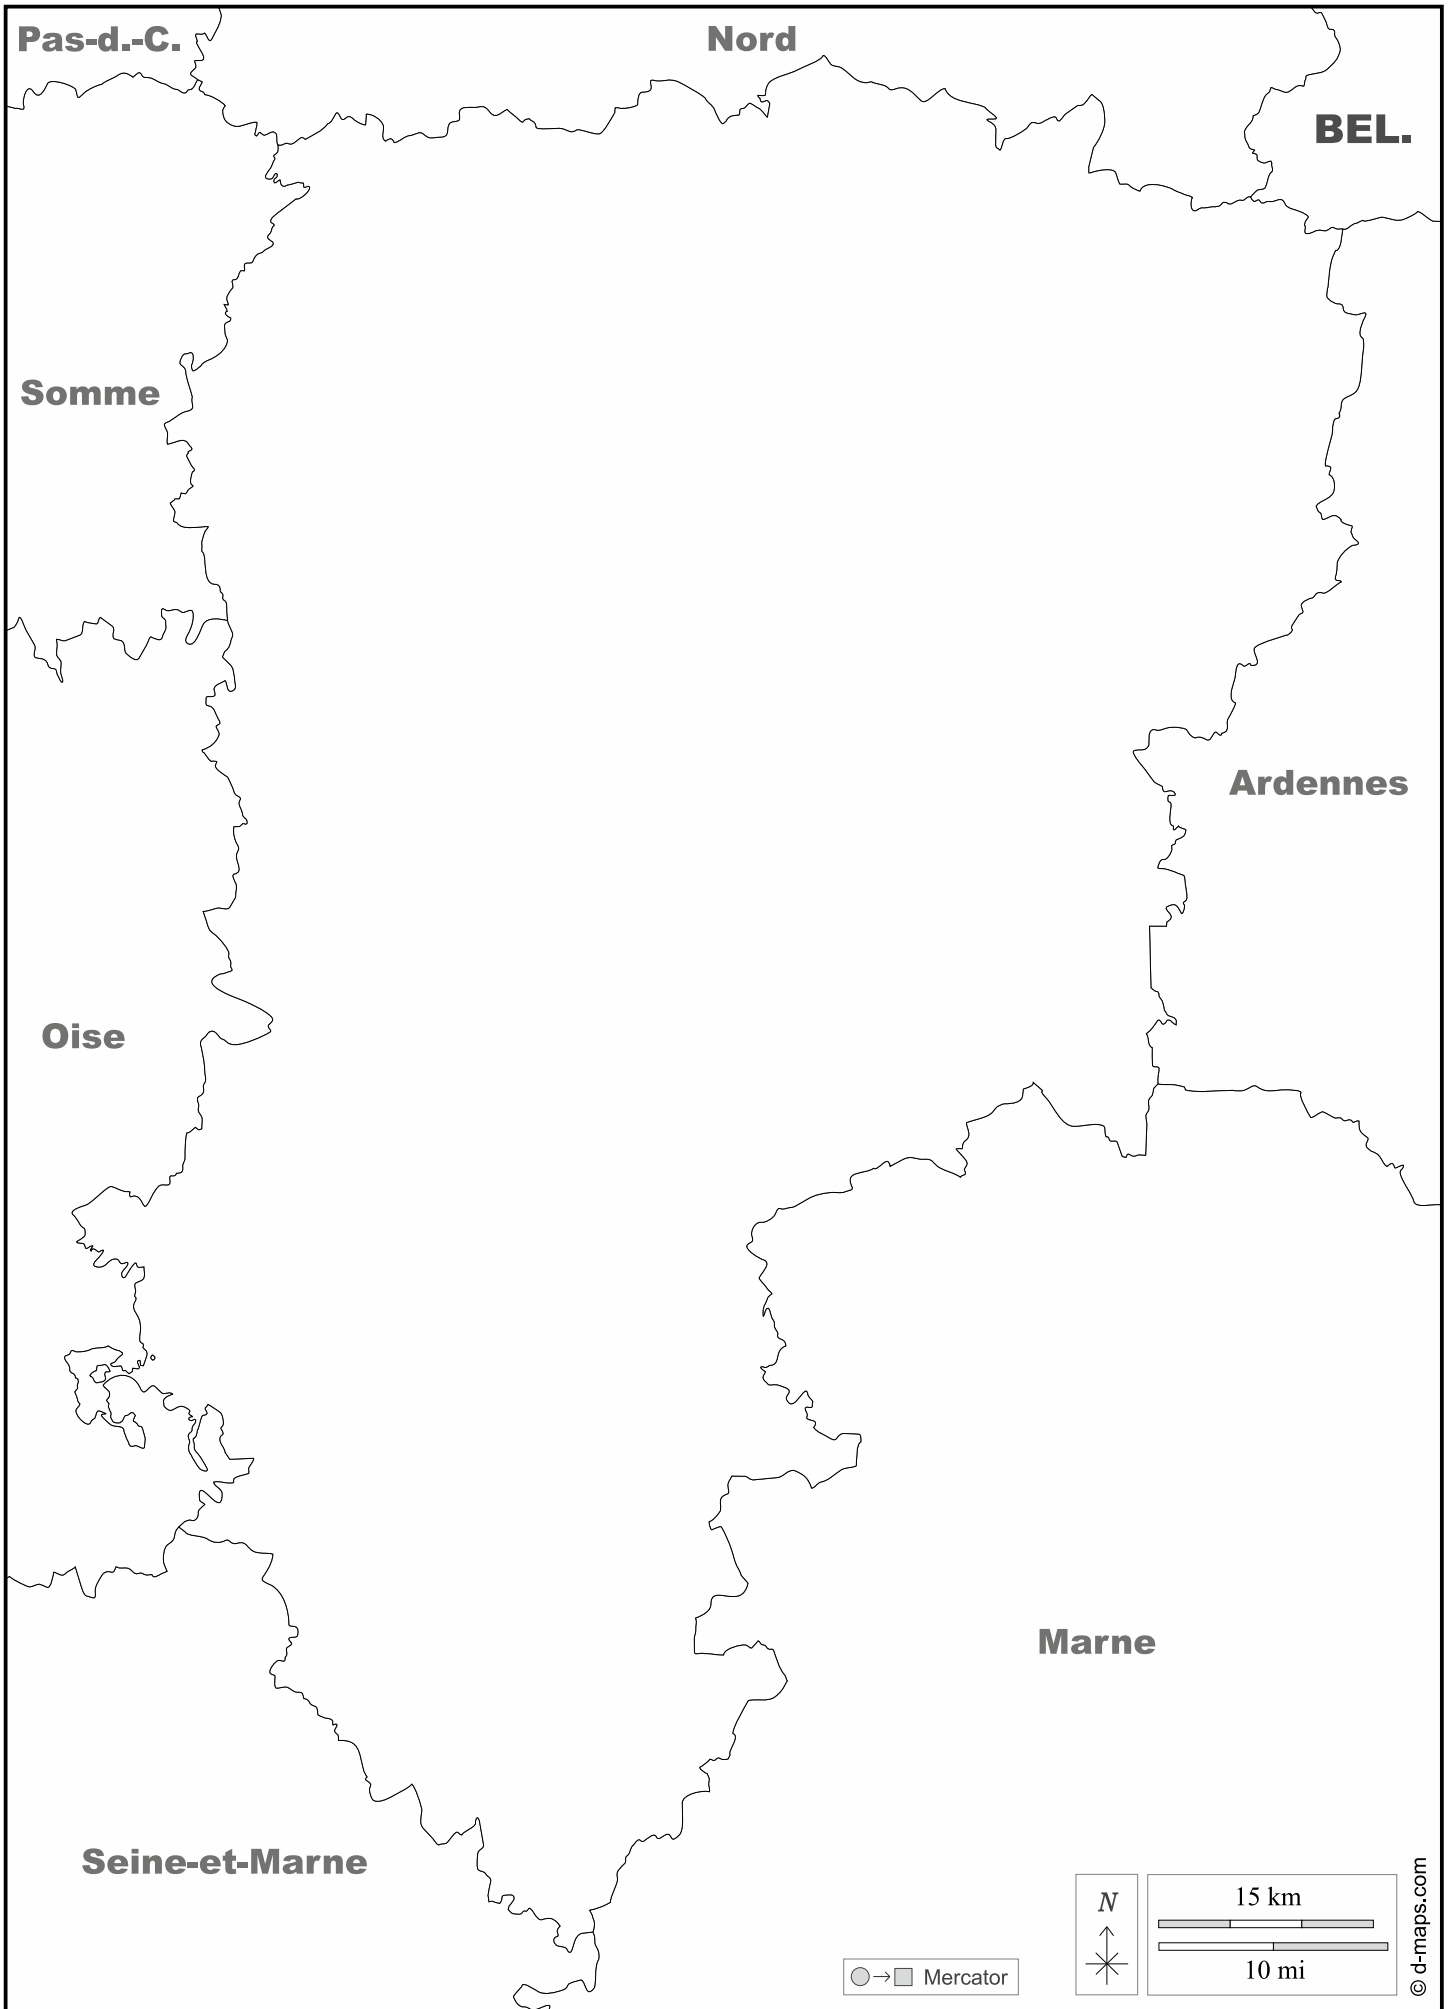 Pas-d.-C.
Nord
BEL.
Somme
Ardennes
Oise
Marne
Seine-et-Marne
N
15 km
10 mi
Mercator
© d-maps.com